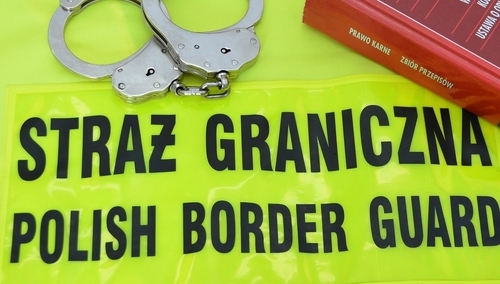 PRAWO KARNE ZBIÓR PRZEPISÓW
STRAŻ GRANICZNA
POLISH BORDER GUARD